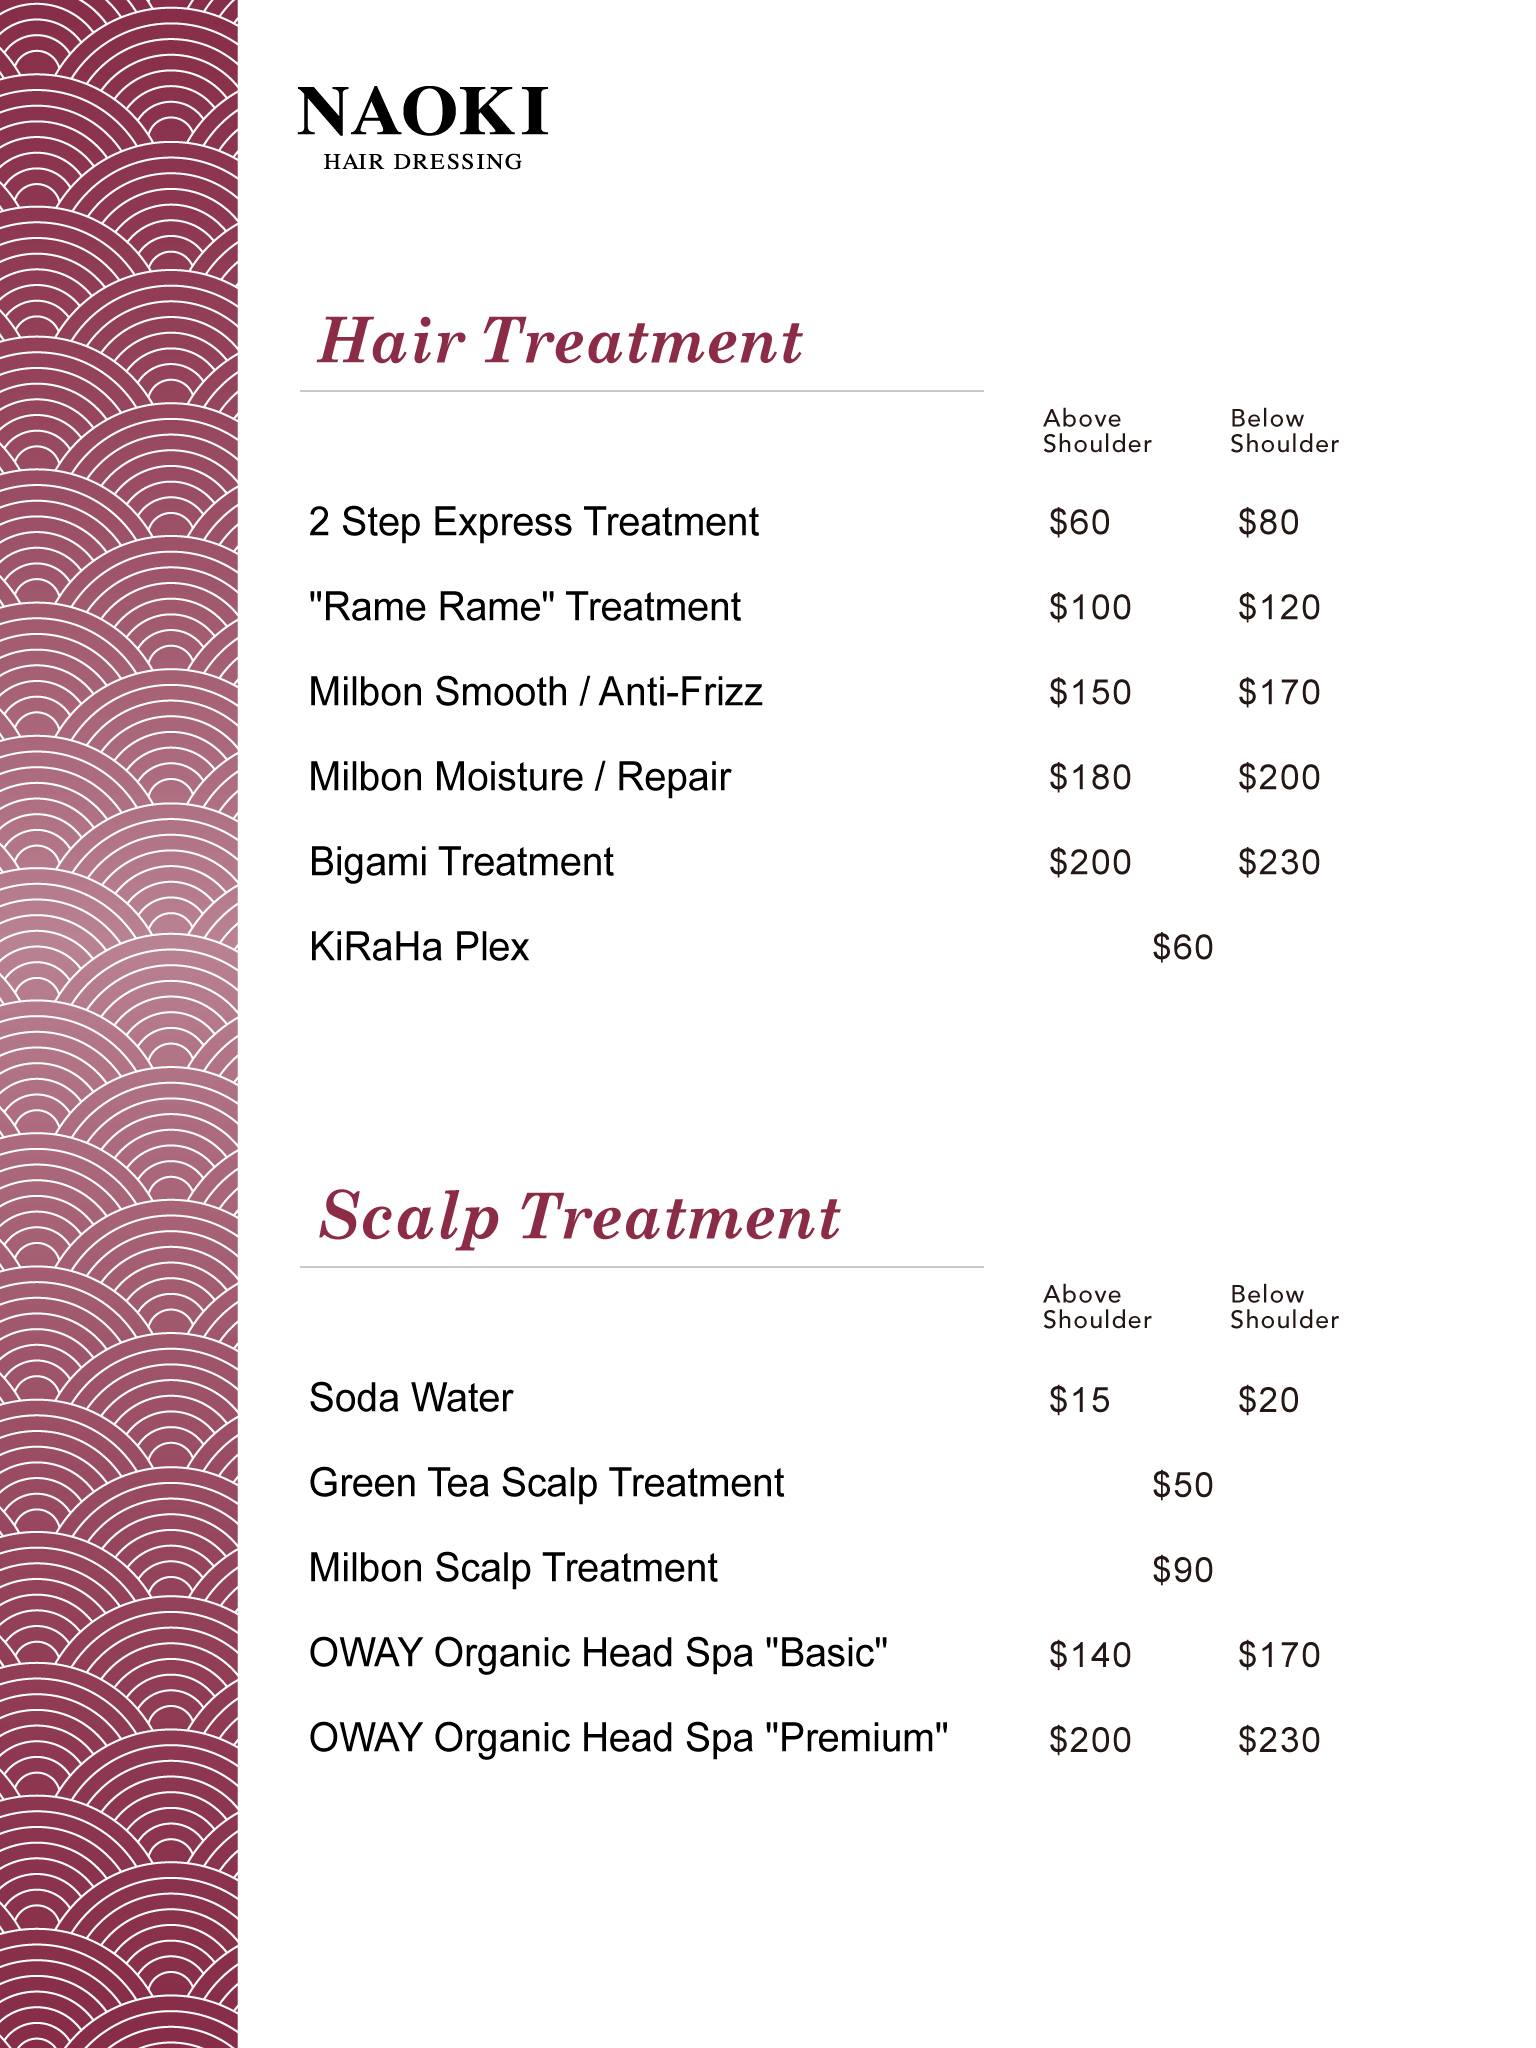 NAOKI
HAIR DRESSING
Hair Treatment
Above Shoulder Below Shoulder
2 Step Express Treatment $60 $80
"Rame Rame" Treatment $100 $120
Milbon Smooth / Anti-Frizz $150 $170
Milbon Moisture / Repair $180 $200
Bigami Treatment $200 $230
KiRaHa Plex $60
Scalp Treatment
Above Shoulder Below Shoulder
Soda Water $15 $20
Green Tea Scalp Treatment $50
Milbon Scalp Treatment $90
OWAY Organic Head Spa "Basic" $140 $170
OWAY Organic Head Spa "Premium" $200 $230